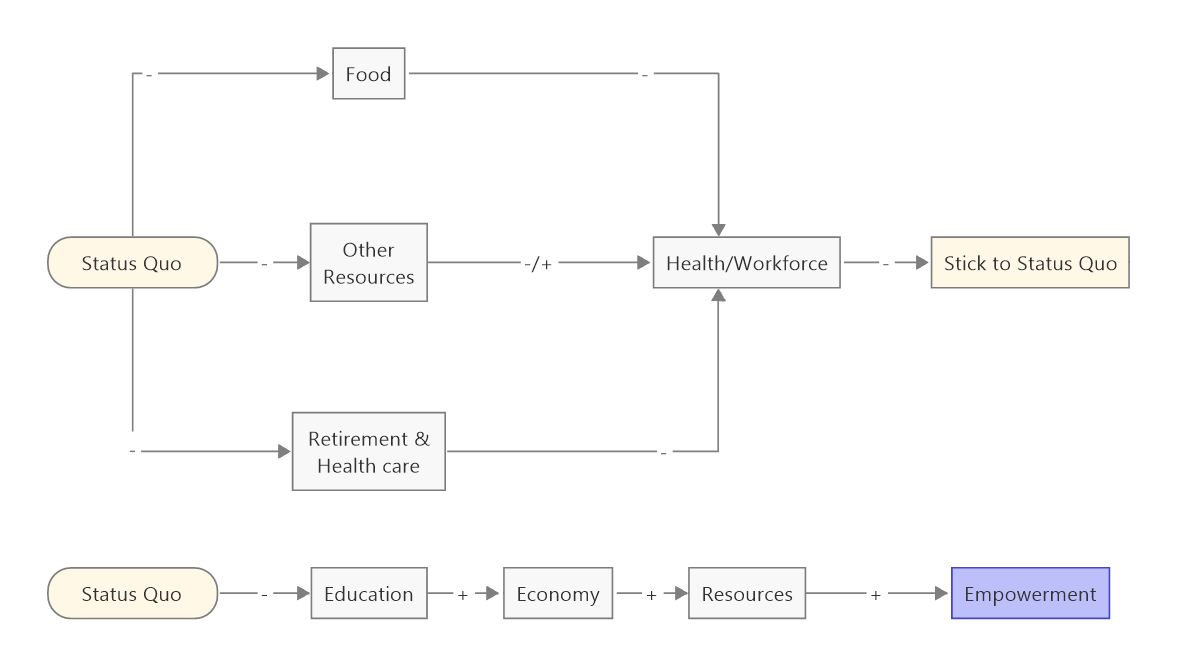 -
Food
-
Status Quo
-
Other
Resources
-/+
Health/Workforce
-
Stick to Status Quo
-
Retirement &
Health care
-
Status Quo
-
Education
+
Economy
+
Resources
+
Empowerment